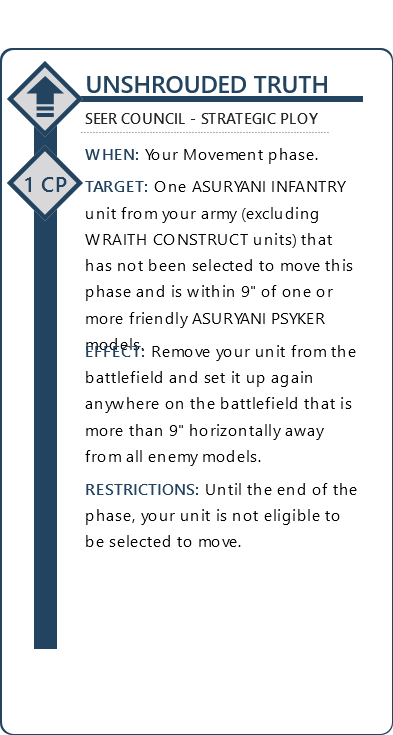 UNSHROUDED TRUTH
SEER COUNCIL - STRATEGIC PLOY
1 CP
WHEN: Your Movement phase.
TARGET: One ASURYANI INFANTRY
unit from your army (excluding
WRAITH CONSTRUCT units) that
has not been selected to move this
phase and is within 9" of one or
more friendly ASURYANI PSYKER
models.
EFFECT: Remove your unit from the
battlefield and set it up again
anywhere on the battlefield that is
more than 9" horizontally away
from all enemy models.
RESTRICTIONS: Until the end of the
phase, your unit is not eligible to
be selected to move.